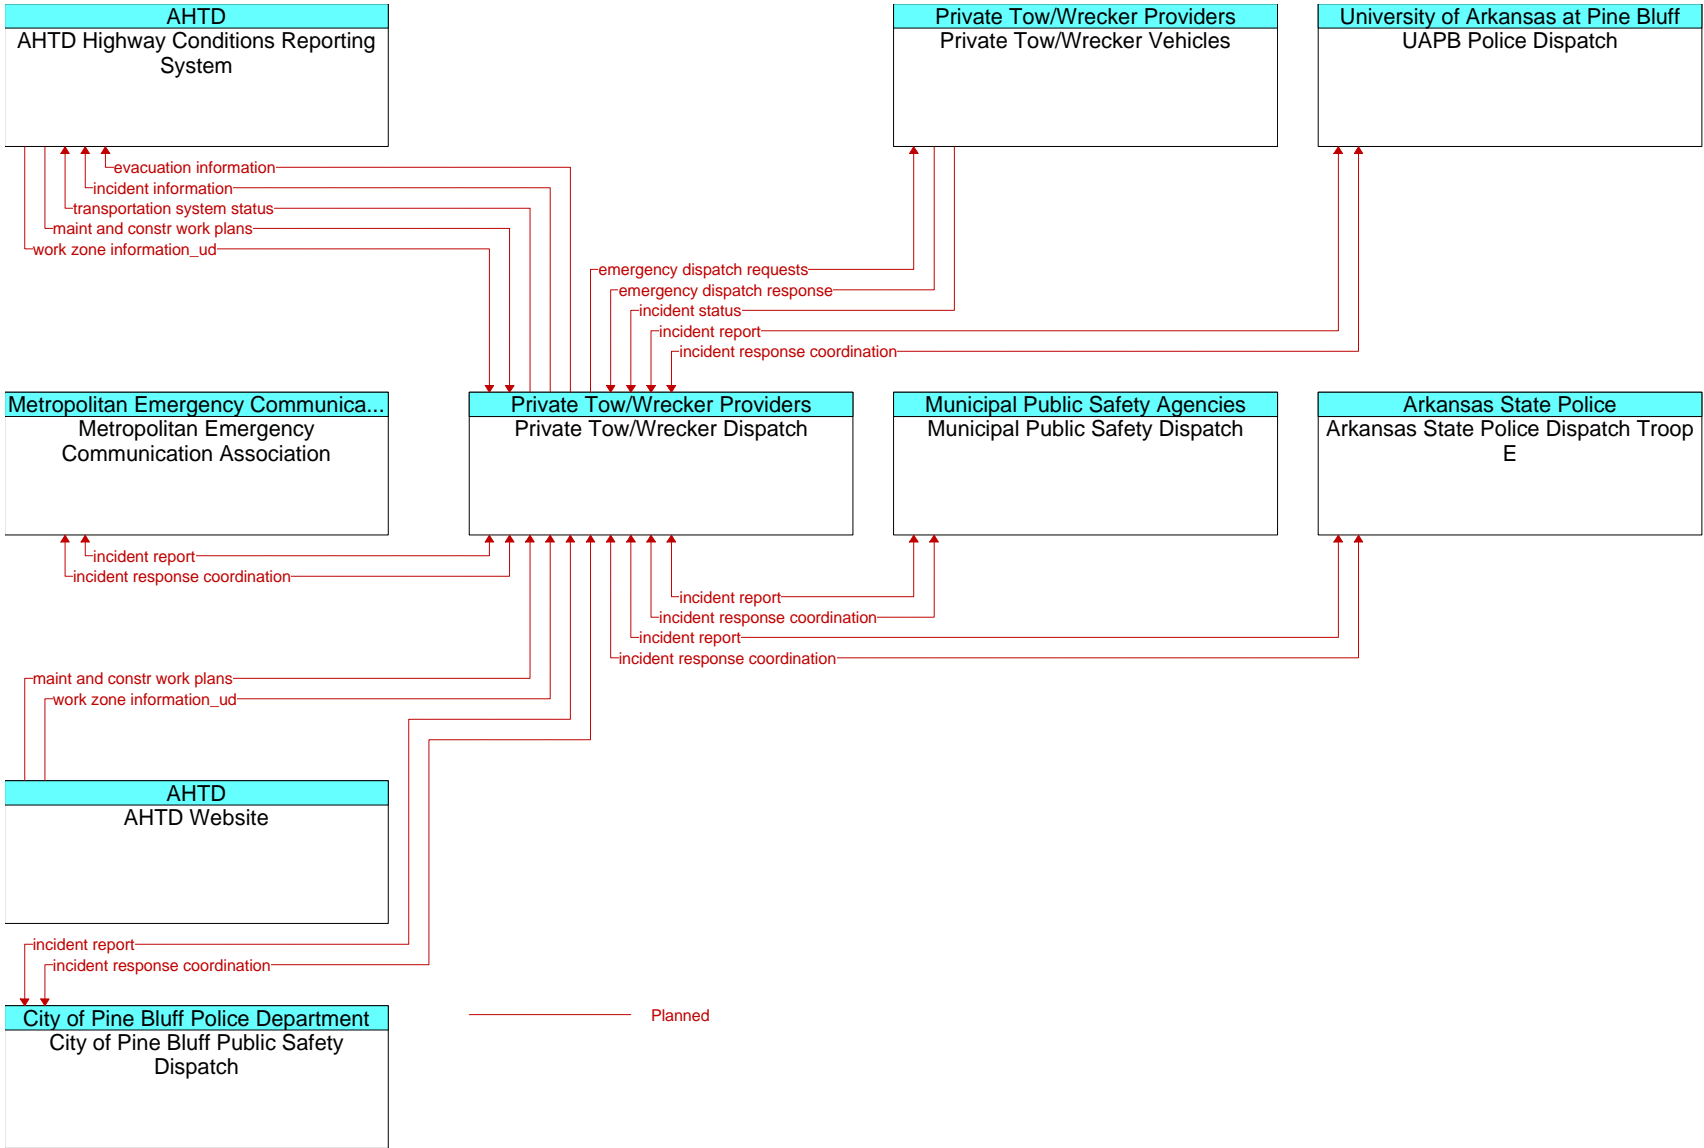 AHTD
AHTD Highway Conditions Reporting
System
Private Tow/Wrecker Providers
Private Tow/Wrecker Vehicles
University of Arkansas at Pine Bluff
UAPB Police Dispatch
evacuation information
incident information
transportation system status
maint and constr work plans
work zone information_ud
emergency dispatch requests
emergency dispatch response
incident status
incident report
incident response coordination
Metropolitan Emergency Communica...
Metropolitan Emergency
Communication Association
Private Tow/Wrecker Providers
Private Tow/Wrecker Dispatch
Municipal Public Safety Agencies
Municipal Public Safety Dispatch
Arkansas State Police
Arkansas State Police Dispatch Troop
E
incident report
incident response coordination
incident report
incident response coordination
incident report
incident response coordination
maint and constr work plans
work zone information_ud
AHTD
AHTD Website
incident report
incident response coordination
City of Pine Bluff Police Department
City of Pine Bluff Public Safety
Dispatch
Planned